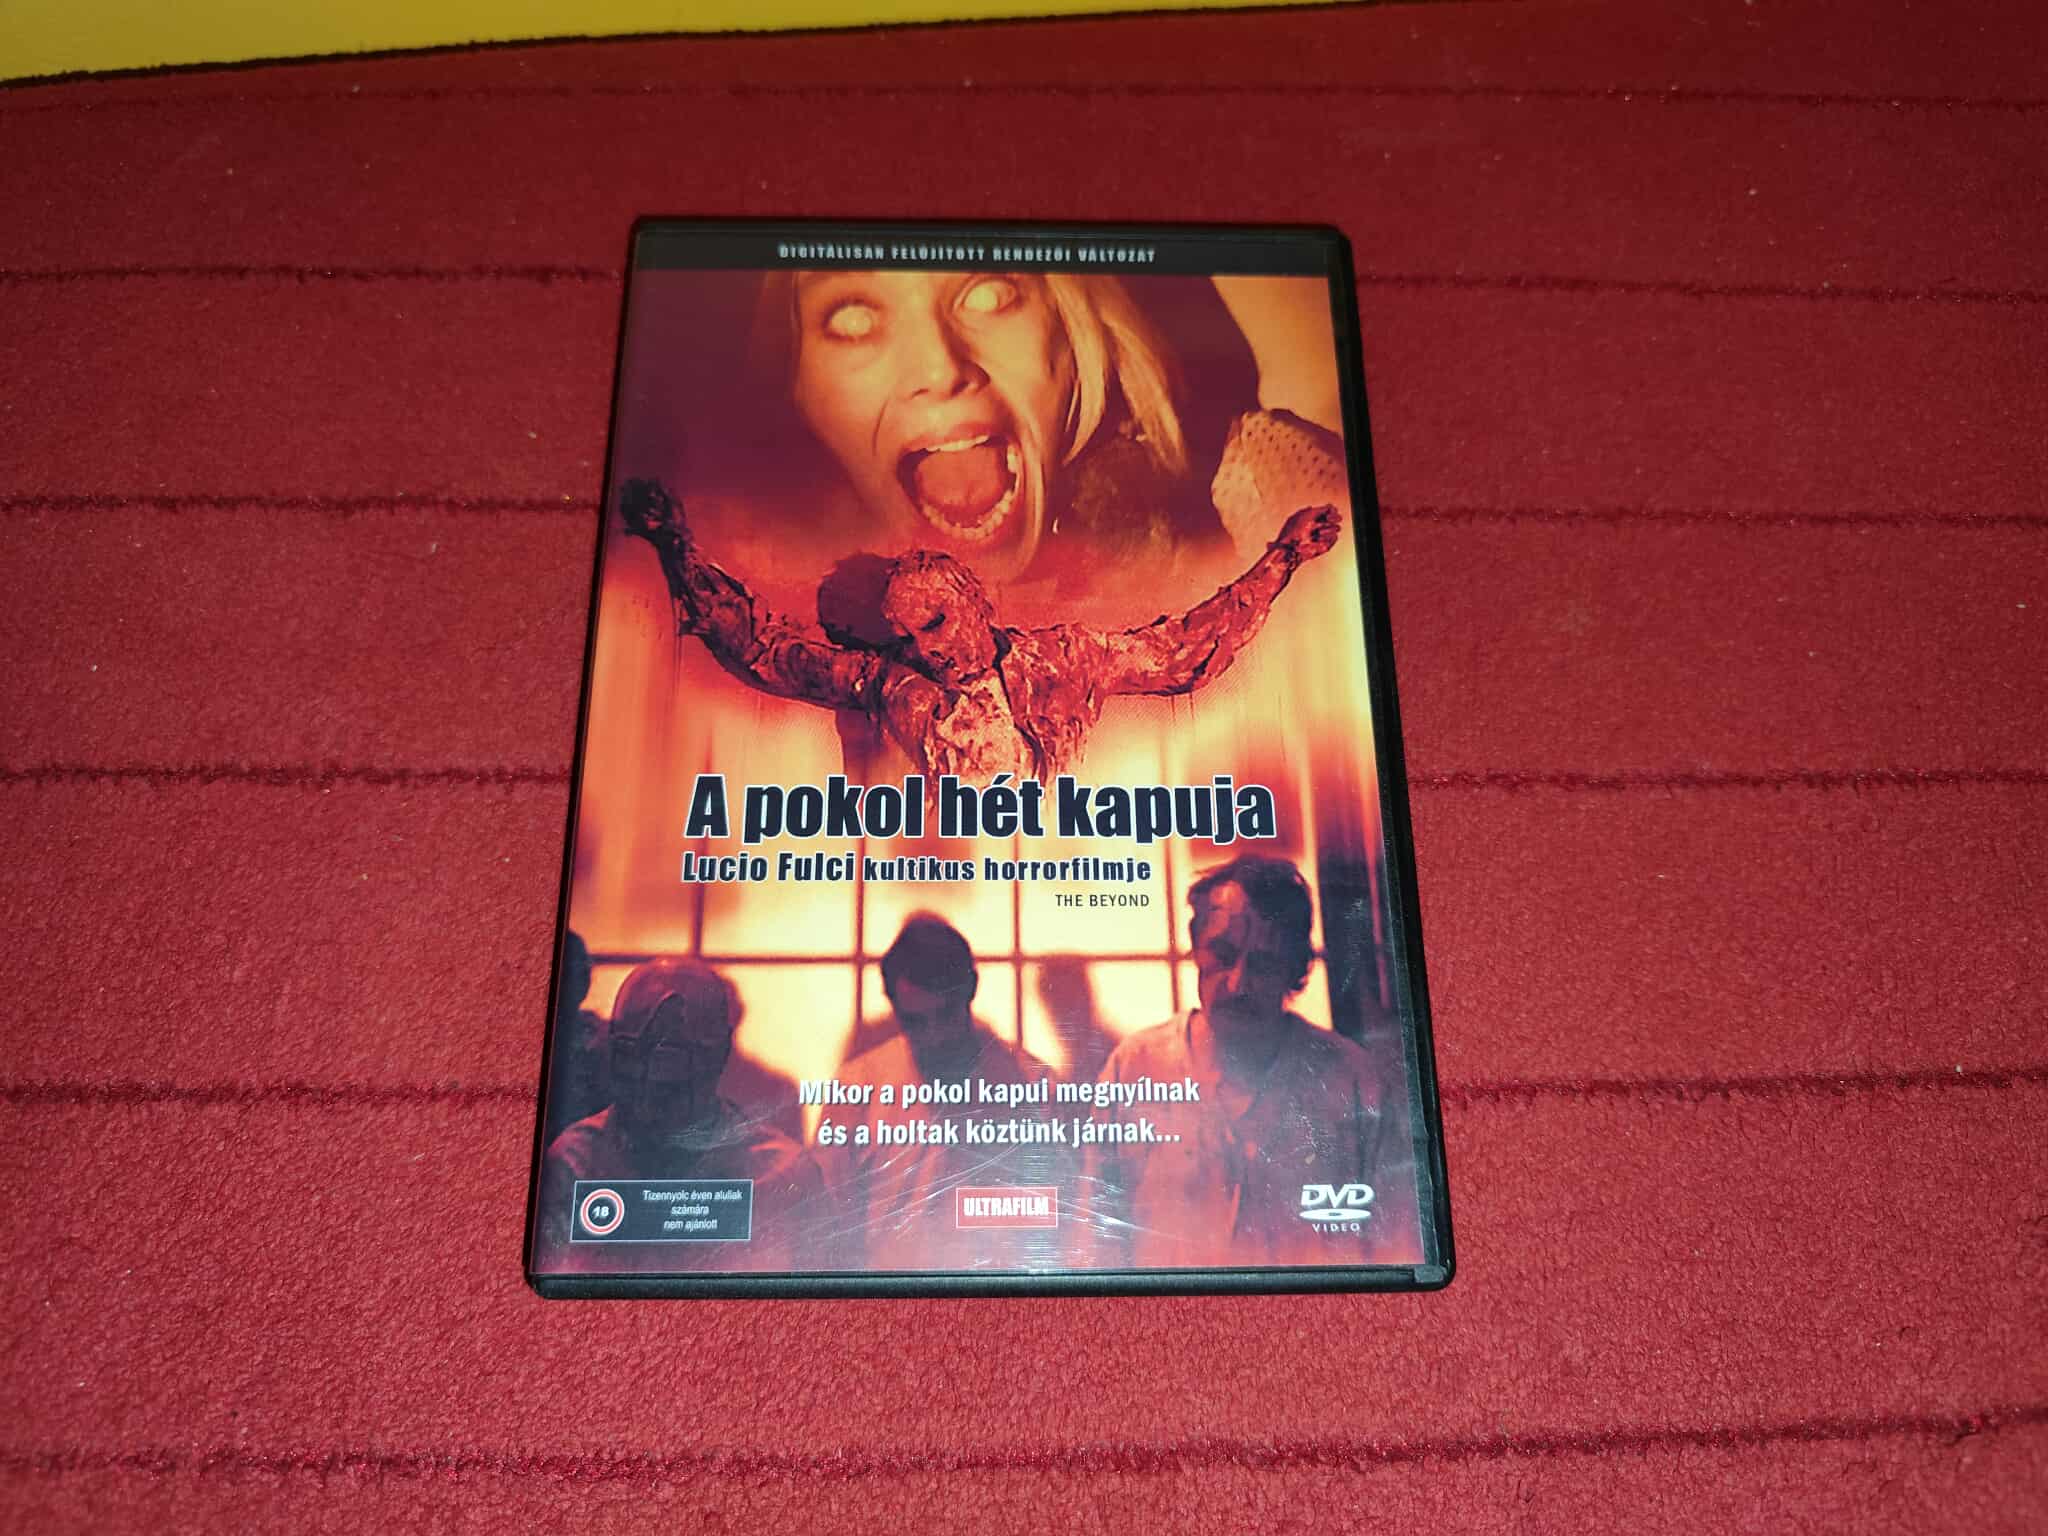 DIGITÁLISAN FELÚJÍTOTT RENDEZŐI VÁLTOZAT
A pokol hét kapuja
Lucio Fulci kultikus horrorfilmje
THE BEYOND
Mikor a pokol kapui megnyílnak
és a holtak köztünk járnak...
18
Tizennyolc éven aluliak
számára
nem ajánlott
ULTRAFILM
DVD
VIDEO